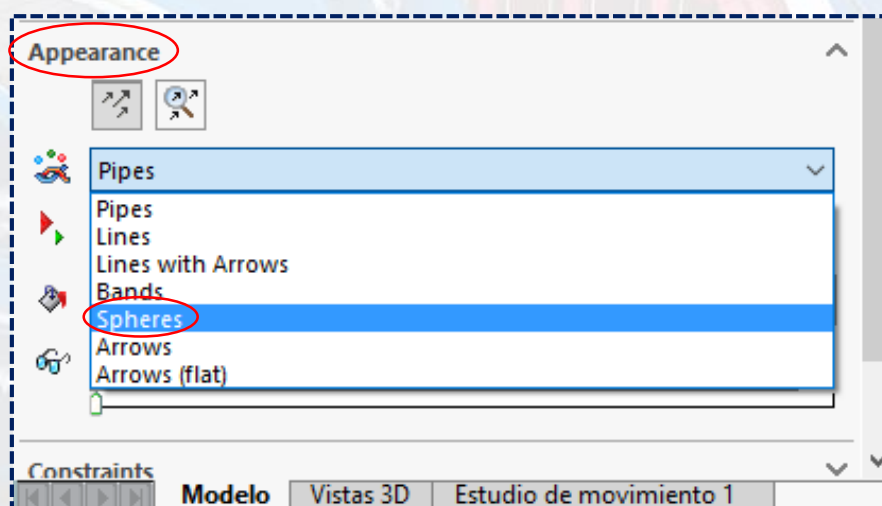 Appearance
Pipes
Pipes
Lines
Lines with Arrows
Bands
Spheres
Arrows
Arrows (flat)
Constraints
Modelo Vistas 3D Estudio de movimiento 1